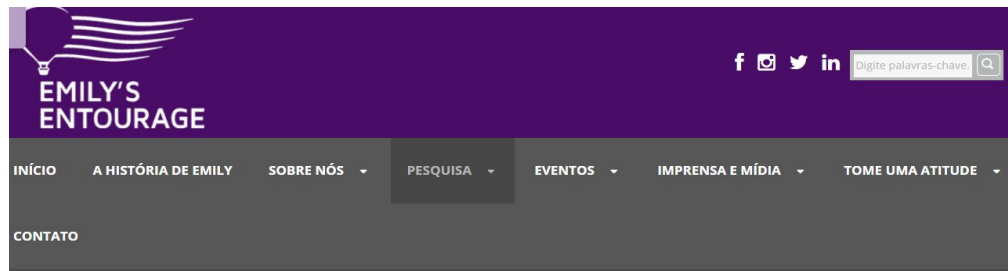 EMILY'S
ENTOURAGE
Digite palavras-chave.
INÍCIO A HISTÓRIA DE EMILY SOBRE NÓS PESQUISA EVENTOS IMPRENSA E MÍDIA TOME UMA ATITUDE
CONTATO